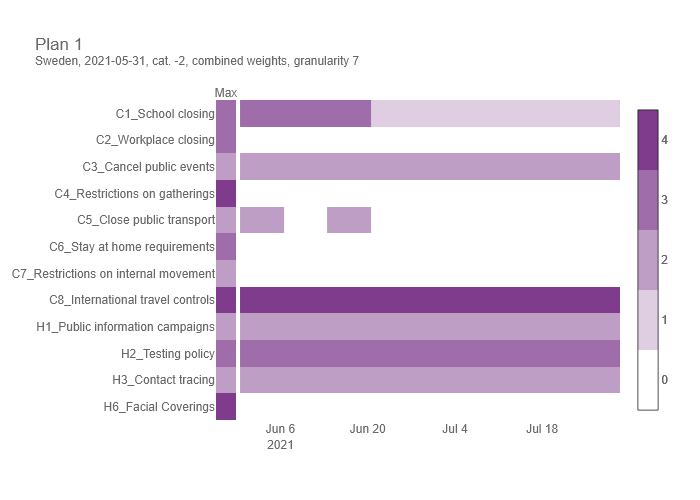 Plan 1
Sweden, 2021-05-31, cat. -2, combined weights, granularity 7
Max
C1_School closing
C2_Workplace closing
C3_Cancel public events
C4_Restrictions on gatherings
C5_Close public transport
C6_Stay at home requirements
C7_Restrictions on internal movement
C8_International travel controls
H1_Public information campaigns
H2_Testing policy
H3_Contact tracing
H6_Facial Coverings
4
3
2
1
0
Jun 6 Jun 20 Jul 4 Jul 18
2021